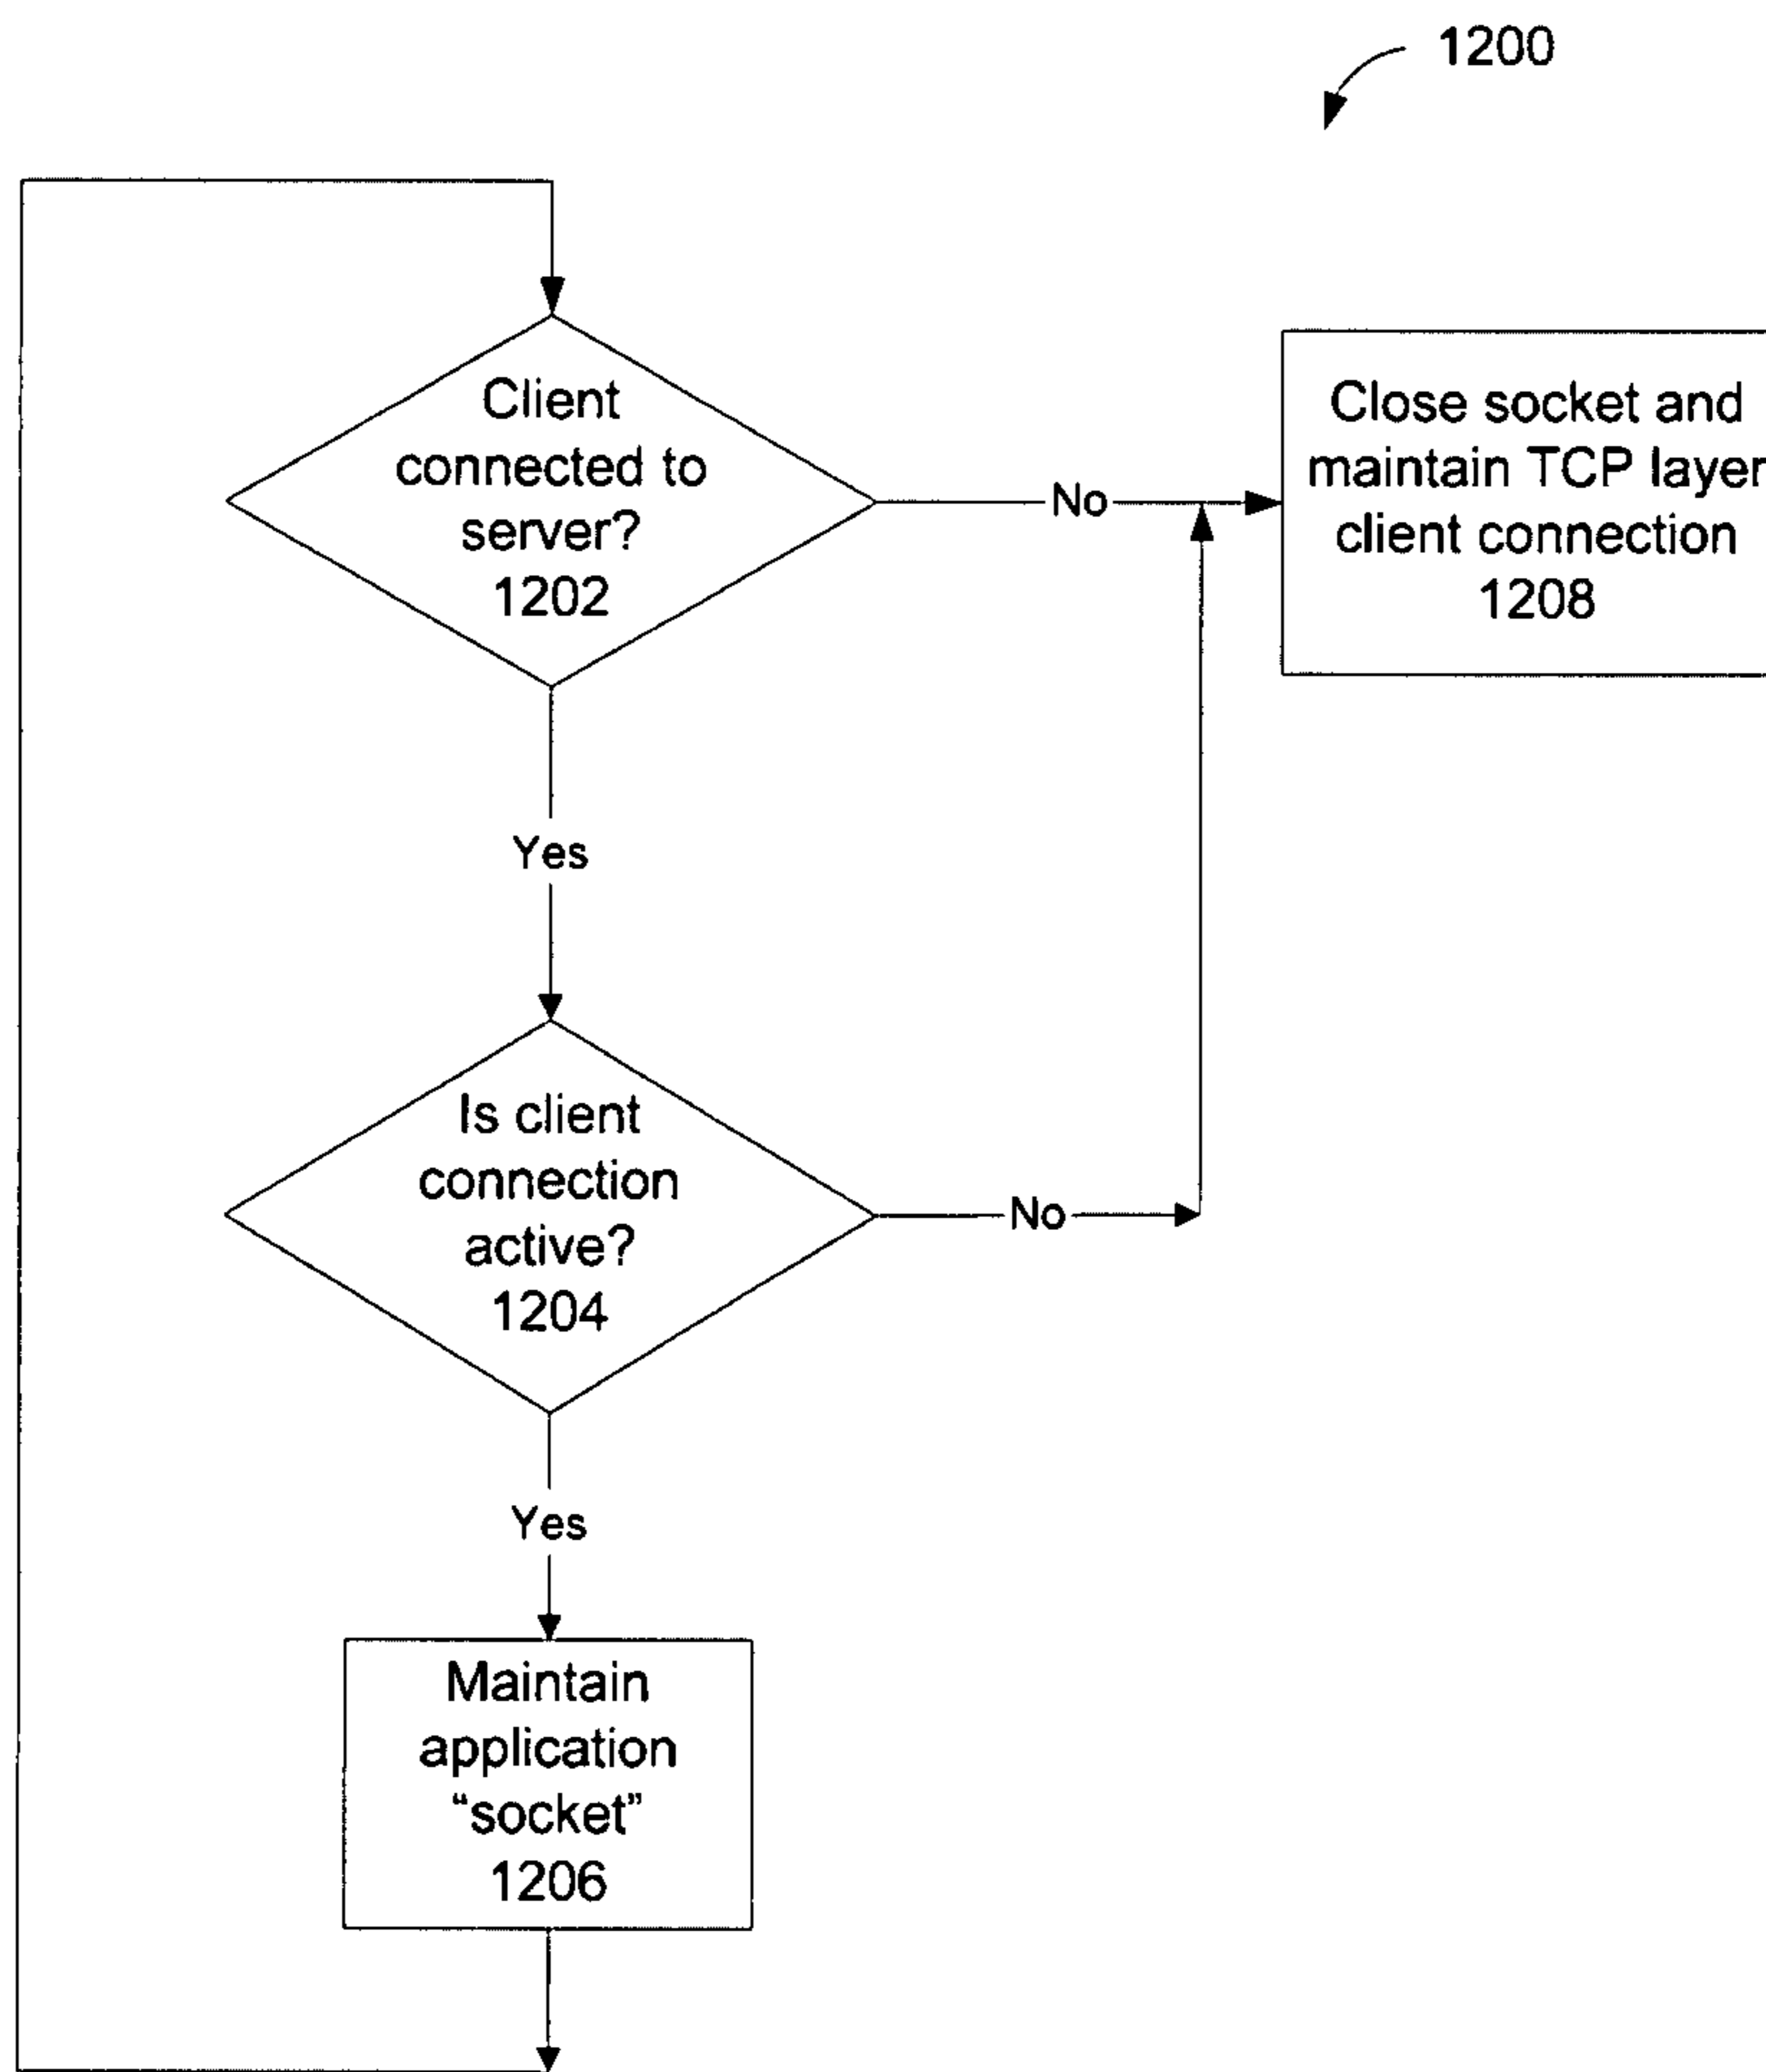 1200
Client
connected to
server?
1202
No
Close socket and
maintain TCP layer
client connection
1208
Yes
Is client
connection
active?
1204
No
Yes
Maintain
application
“socket”
1206